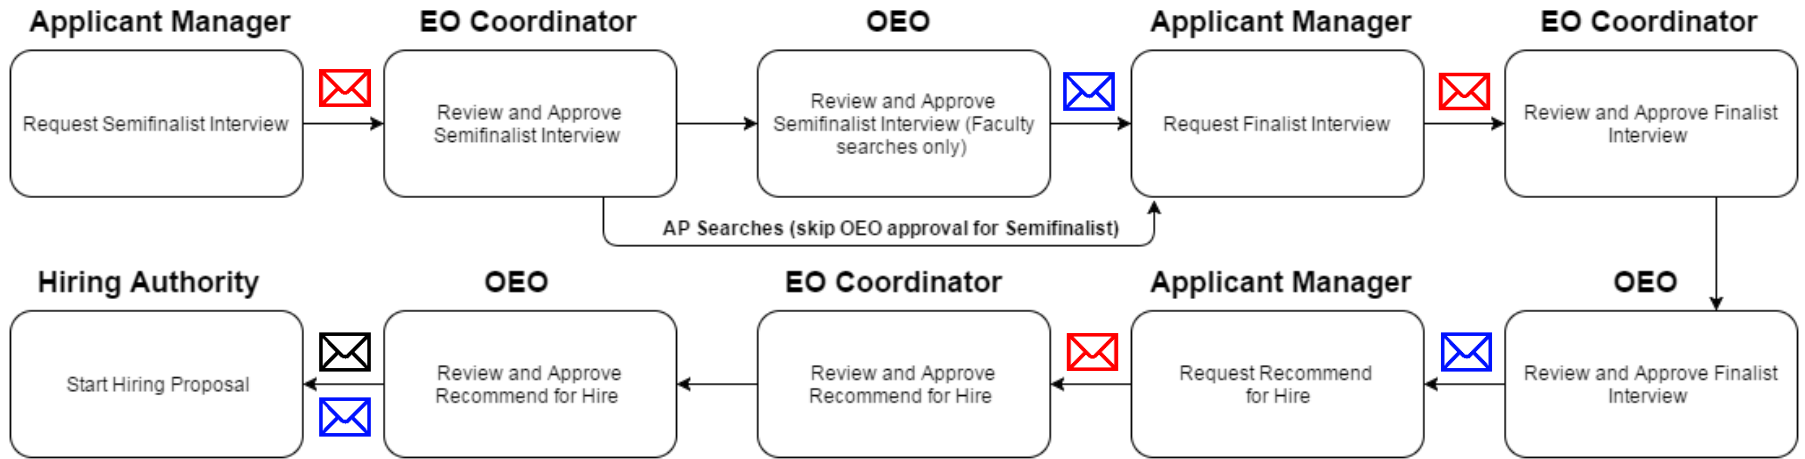 Applicant Manager
EO Coordinator
OEO
Applicant Manager
EO Coordinator
Request Semifinalist Interview
Review and Approve
Semifinalist Interview
Review and Approve
Semifinalist Interview (Faculty
searches only)
Request Finalist Interview
Review and Approve Finalist
Interview
AP Searches (skip OEO approval for Semifinalist)
Hiring Authority
OEO
EO Coordinator
Applicant Manager
OEO
Start Hiring Proposal
Review and Approve
Recommend for Hire
Review and Approve
Recommend for Hire
Request Recommend
for Hire
Review and Approve Finalist
Interview